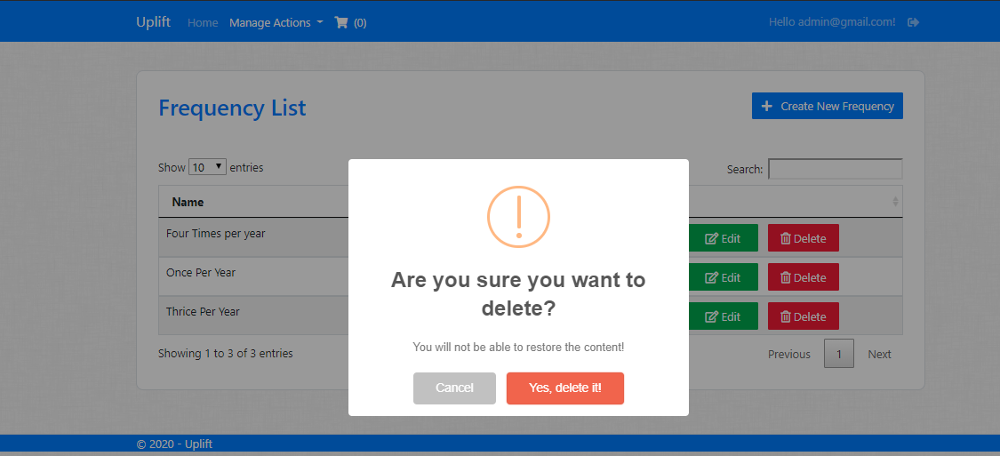 Uplift Home Manage Actions (0) Hello admin@gmail.com!
Frequency List
Create New Frequency
Show 10 entries
Search:
Name
Four Times per year
Edit Delete
Once Per Year
Edit Delete
Thrice Per Year
Edit Delete
Showing 1 to 3 of 3 entries
Previous 1 Next
Are you sure you want to
delete?
You will not be able to restore the content!
Cancel Yes, delete it!
© 2020 - Uplift